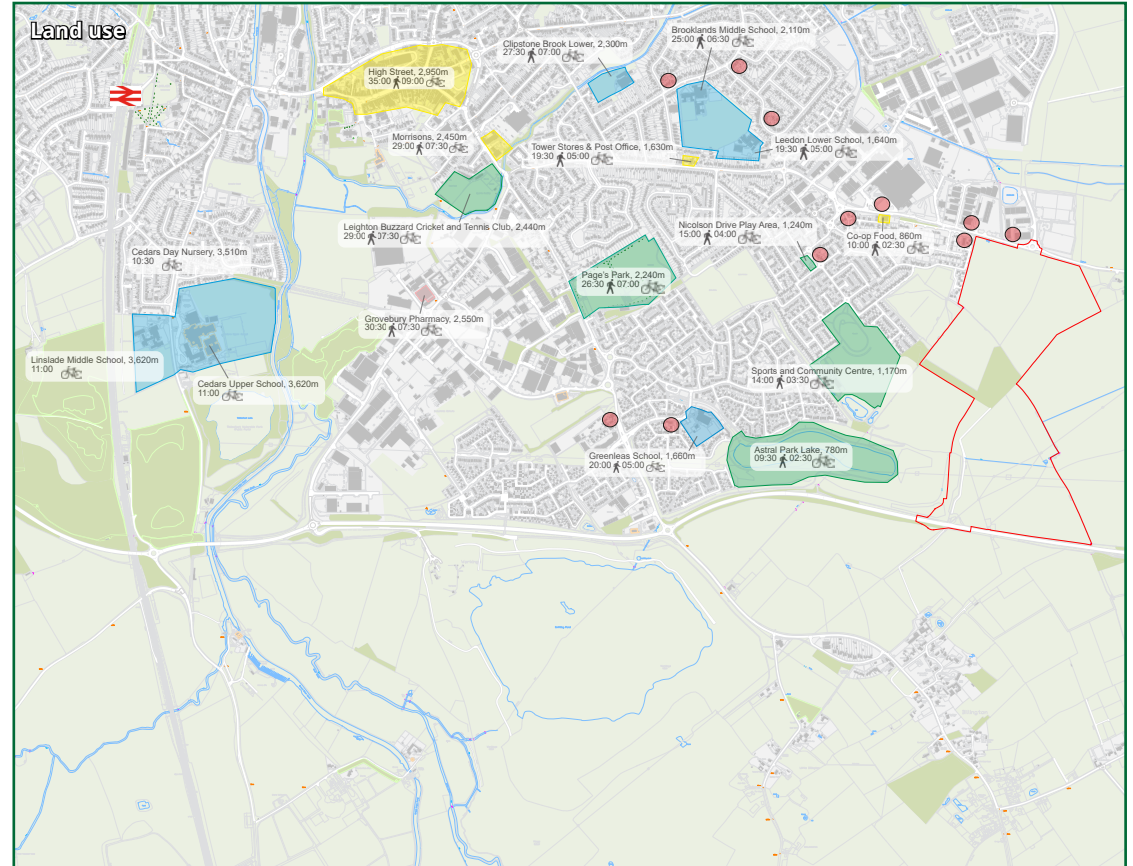 Land use
Brooklands Middle School, 2,110m
25:00 06:30
Clipstone Brook Lower, 2,300m
27:30 07:00
High Street, 2,950m
35:00 09:00
Morrisons, 2,450m
29:00 07:30
Tower Stores & Post Office, 1,630m
19:30 05:00
Leedon Lower School, 1,640m
19:30 05:00
Leighton Buzzard Cricket and Tennis Club, 2,440m
29:00 07:30
Nicolson Drive Play Area, 1,240m
15:00 04:00
Co-op Food, 860m
10:00 02:30
Cedars Day Nursery, 3,510m
10:30
Page's Park, 2,240m
26:30 07:00
Grovebury Pharmacy, 2,550m
30:30 07:30
Linslade Middle School, 3,620m
11:00
Cedars Upper School, 3,620m
11:00
Sports and Community Centre, 1,170m
14:00 03:30
Greenleas School, 1,660m
20:00 05:00
Astral Park Lake, 780m
09:30 02:30